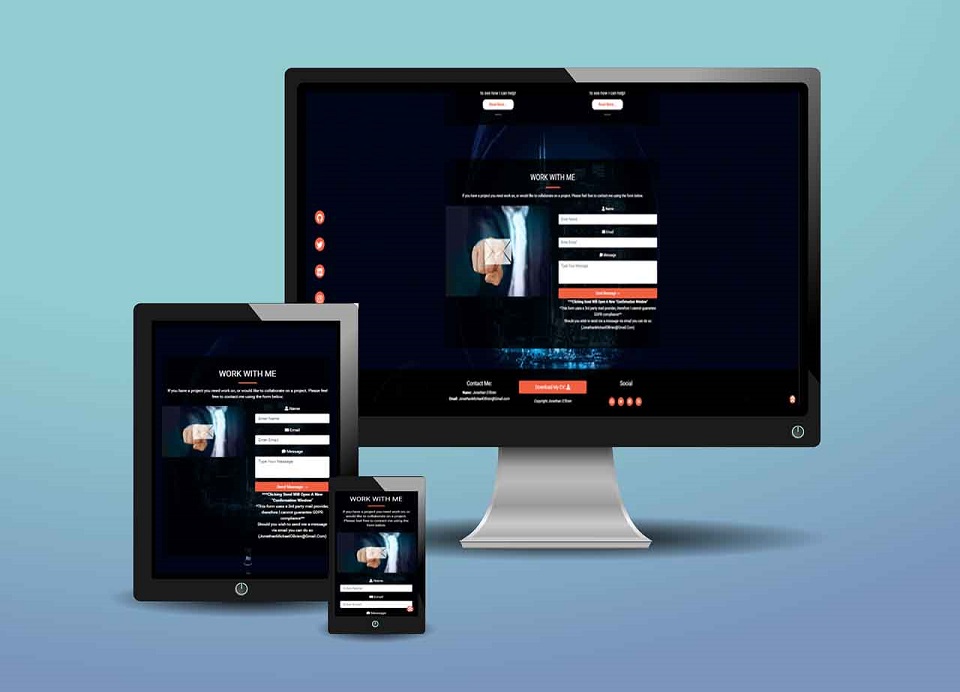 to see how I can help!
to see how I can help!
Read More..
Read More..
WORK WITH ME
If you have a project you need work on, or would like to collaborate on a project. Please feel free to contact me using the form below.
Name
Enter Name
Email
Enter Email
Message
Type Your Message
Send Message
***Clicking Send Will Open A New "Confirmation Window"
**This form uses a 3rd party mail provider, therefore I cannot guarantee
GDPR compliance**
Should you wish to send me a message via email you can do so
(JonathanMichaelOBrien@Gmail.Com)
Contact Me:
Name: Jonathan O'Brien
Email: JonathanMichaelOBrien@Gmail.com
Download My CV
Copyright Jonathan O'Brien
Social
WORK WITH ME
If you have a project you need work on, or would like to collaborate on a project. Please feel
free to contact me using the form below.
Name
Enter Name
Email
Enter Email
Message
Type Your Message
Send Message
***Clicking Send Will Open A New
"Confirmation Window"
**This form uses a 3rd party mail provider,
therefore I cannot guarantee GDPR
compliance**
Should you wish to send me a message
via email you can do so
(JonathanMichaelOBrien@Gmail.Com)
WORK WITH ME
If you have a project you need work on, or
would like to collaborate on a project.
Please feel free to contact me using the
form below.
Name
Enter Name
Email
Enter Email
Message